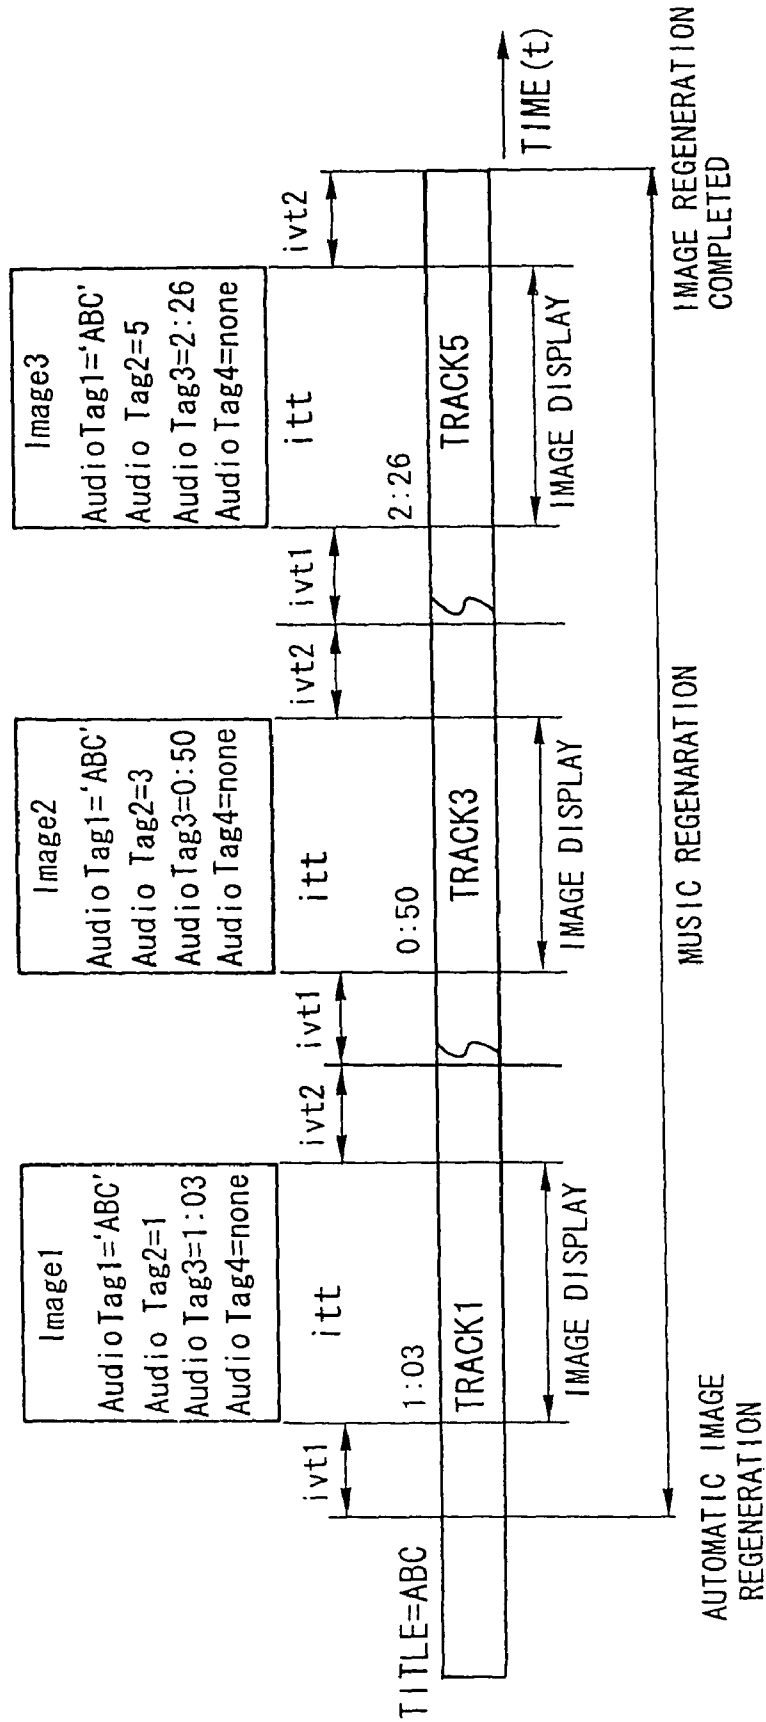 Image1
AudioTag1='ABC'
Audio Tag2=1
AudioTag3=1:03
AudioTag4=none
Image2
AudioTag1='ABC'
Audio Tag2=3
AudioTag3=0:50
AudioTag4=none
Image3
AudioTag1='ABC'
Audio Tag2=5
AudioTag3=2:26
AudioTag4=none
ivt1
itt
ivt2
ivt1
itt
ivt2
ivt1
itt
ivt2
TITLE=ABC
1:03
0:50
2:26
TRACK1
TRACK3
TRACK5
TIME(t)
IMAGE DISPLAY
IMAGE DISPLAY
IMAGE DISPLAY
AUTOMATIC IMAGE
REGENERATION
MUSIC REGENARATION
IMAGE REGENERATION
COMPLETED